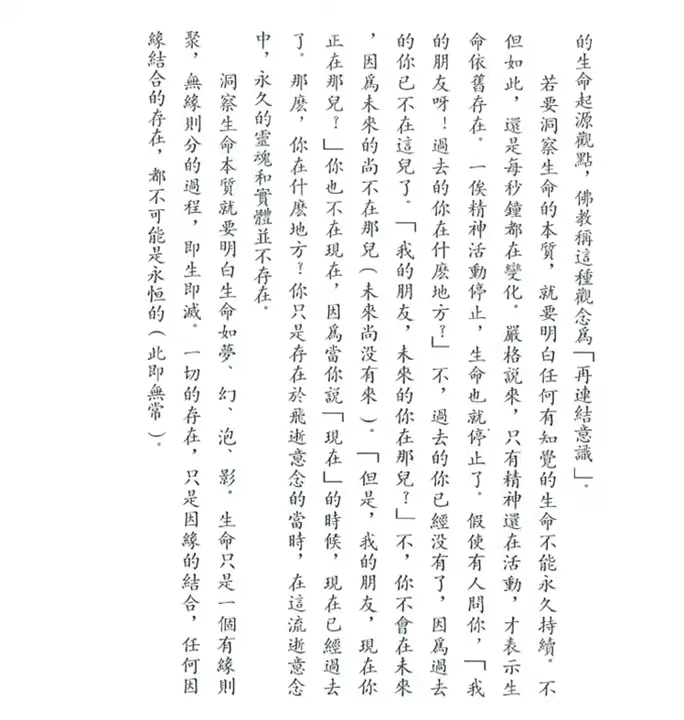 的生命起源觀點，佛教稱這種觀念爲「再連結意識」。
若要洞察生命的本質，就要明白任何有知覺的生命不能永久持續。不
但如此，還是每秒鐘都在變化。嚴格說來，只有精神還在活動，才表示生
命依舊存在。一俟精神活動停止，生命也就停止了。假使有人問你，「我
的朋友呀！過去的你在什麽地方？」不，過去的你已經没有了，因爲過去
的你已不在這兒了。「我的朋友，未來的你在那兒？」不，你不會在未來
，因爲未來的尚不在那兒（未來尚没有來）。「但是，我的朋友，現在你
正在那兒？」你也不在現在，因爲當你說「現在」的時候，現在已經過去
了。那麽，你在什麽地方？你只是存在於飛逝意念的當時，在這流逝意念
中，永久的靈魂和實體並不存在。
洞察生命本質就要明白生命如夢、幻、泡、影。生命只是一個有緣則
聚，無緣則分的過程，即生即滅。一切的存在，只是因緣的結合，任何因
緣結合的存在，都不可能是永恒的（此即無常）。